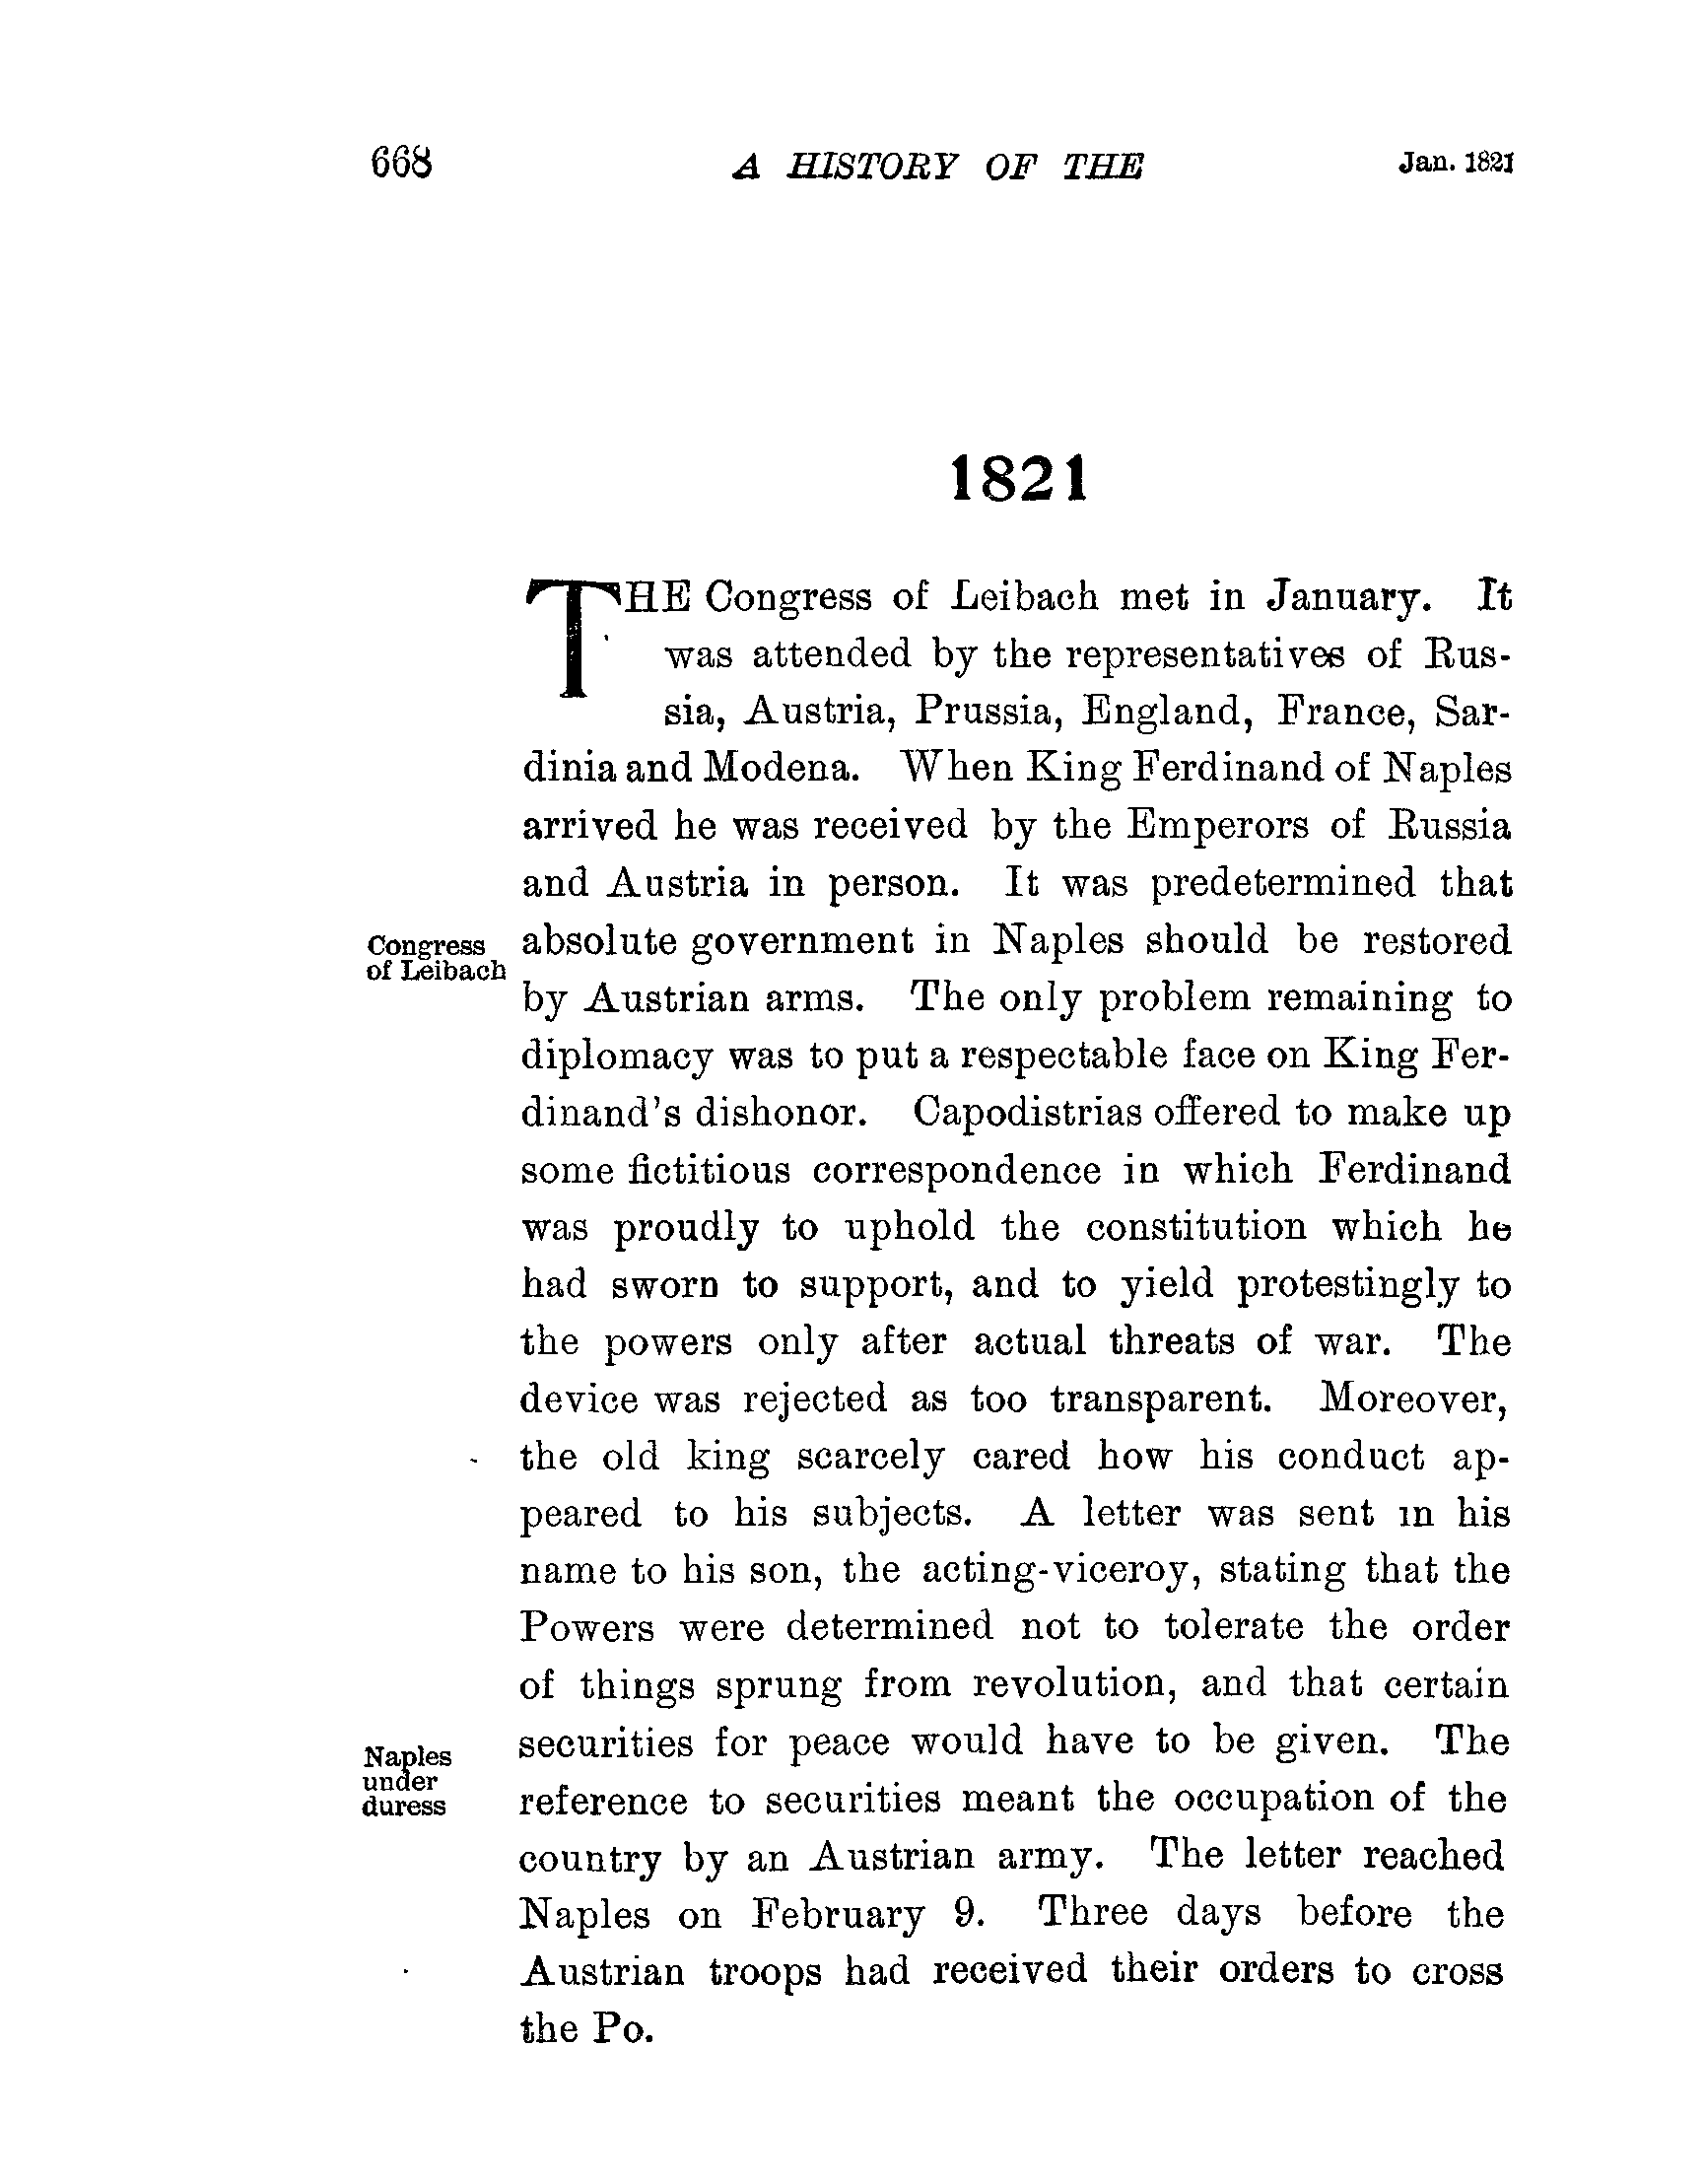 668 A HISTORY OF THE Jan. 1821
1821
THE Congress of Leibach met in January. It
was attended by the representatives of Rus-
sia, Austria, Prussia, England, France, Sar-
dinia and Modena. When King Ferdinand of Naples
arrived he was received by the Emperors of Russia
and Austria in person. It was predetermined that
Congress
of Leibach
absolute government in Naples should be restored
by Austrian arms. The only problem remaining to
diplomacy was to put a respectable face on King Fer-
dinand's dishonor. Capodistrias offered to make up
some fictitious correspondence in which Ferdinand
was proudly to uphold the constitution which he
had sworn to support, and to yield protestingly to
the powers only after actual threats of war. The
device was rejected as too transparent. Moreover,
the old king scarcely cared how his conduct ap-
peared to his subjects. A letter was sent in his
name to his son, the acting-viceroy, stating that the
Powers were determined not to tolerate the order
of things sprung from revolution, and that certain
Naples
under
duress
securities for peace would have to be given. The
reference to securities meant the occupation of the
country by an Austrian army. The letter reached
Naples on February 9. Three days before the
Austrian troops had received their orders to cross
the Po.